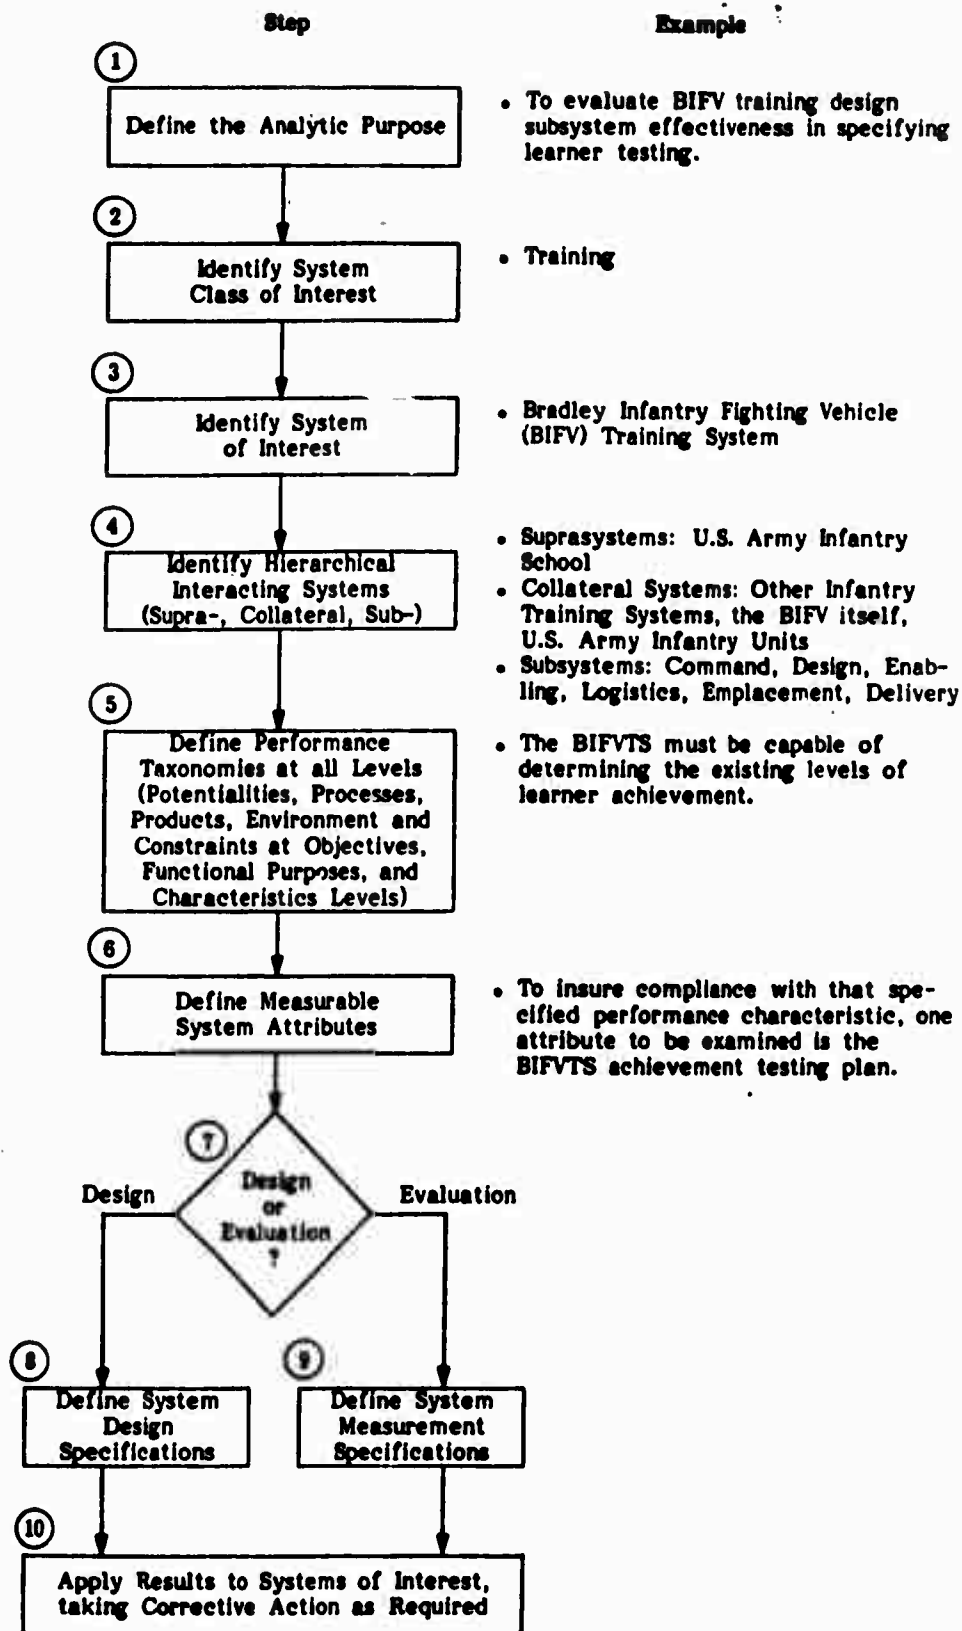 Step
Example
1
Define the Analytic Purpose
• To evaluate BIFV training design
subsystem effectiveness in specifying
learner testing.
2
Identify System
Class of Interest
• Training
3
Identify System
of Interest
• Bradley Infantry Fighting Vehicle
(BIFV) Training System
4
Identify Hierarchical
Interacting Systems
(Supra-, Collateral, Sub-)
• Suprasystems: U.S. Army Infantry
School
• Collateral Systems: Other Infantry
Training Systems, the BIFV itself,
U.S. Army Infantry Units
• Subsystems: Command, Design, Enab-
ling, Logistics, Emplacement, Delivery
5
Define Performance
Taxonomies at all Levels
(Potentialities, Processes,
Products, Environment and
Constraints at Objectives,
Functional Purposes, and
Characteristics Levels)
• The BIFVTS must be capable of
determining the existing levels of
learner achievement.
6
Define Measurable
System Attributes
• To insure compliance with that spe-
cified performance characteristic, one
attribute to be examined is the
BIFVTS achievement testing plan.
7
Design
or
Evaluation
?
Design
Evaluation
8
Define System
Design
Specifications
9
Define System
Measurement
Specifications
10
Apply Results to Systems of Interest,
taking Corrective Action as Required